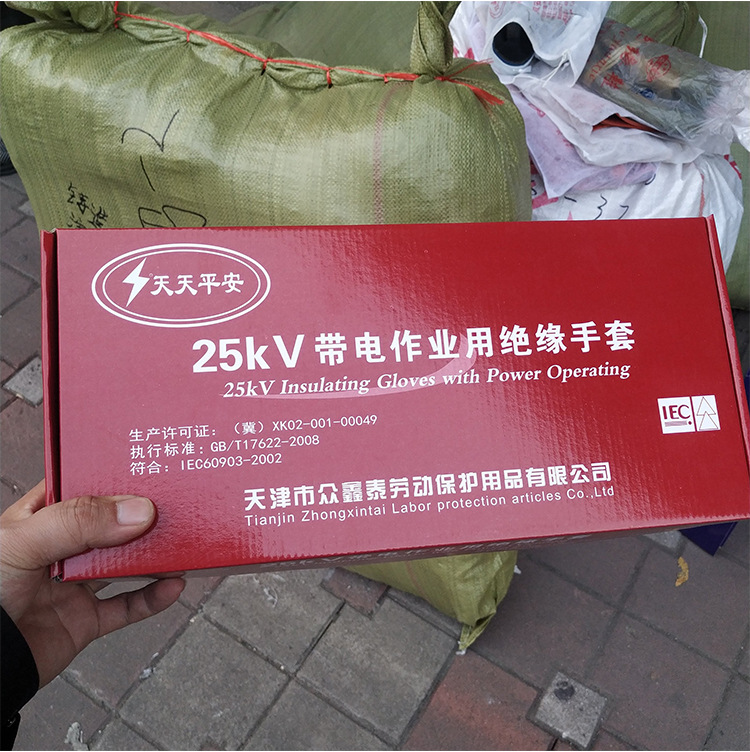 天天平安
25kV 带电作业用绝缘手套
25kV Insulating Gloves with Power Operating
生产许可证：（冀）XK02-001-00049
执行标准：GB/T17622-2008
符合：IEC60903-2002
IEC
天津市众鑫泰劳动保护用品有限公司
Tianjin Zhongxintai Labor protection articles Co.,Ltd